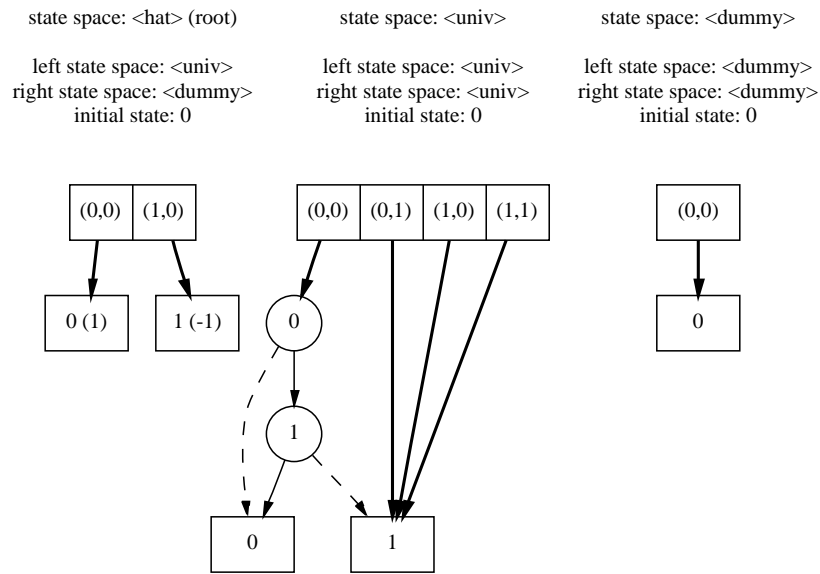 state space: <hat> (root)
state space: <univ>
state space: <dummy>
left state space: <univ>
right state space: <dummy>
initial state: 0
left state space: <univ>
right state space: <univ>
initial state: 0
left state space: <dummy>
right state space: <dummy>
initial state: 0
(0,0) (1,0)
(0,0) (0,1) (1,0) (1,1)
(0,0)
0 (1)
1 (-1)
0
0
1
0
1